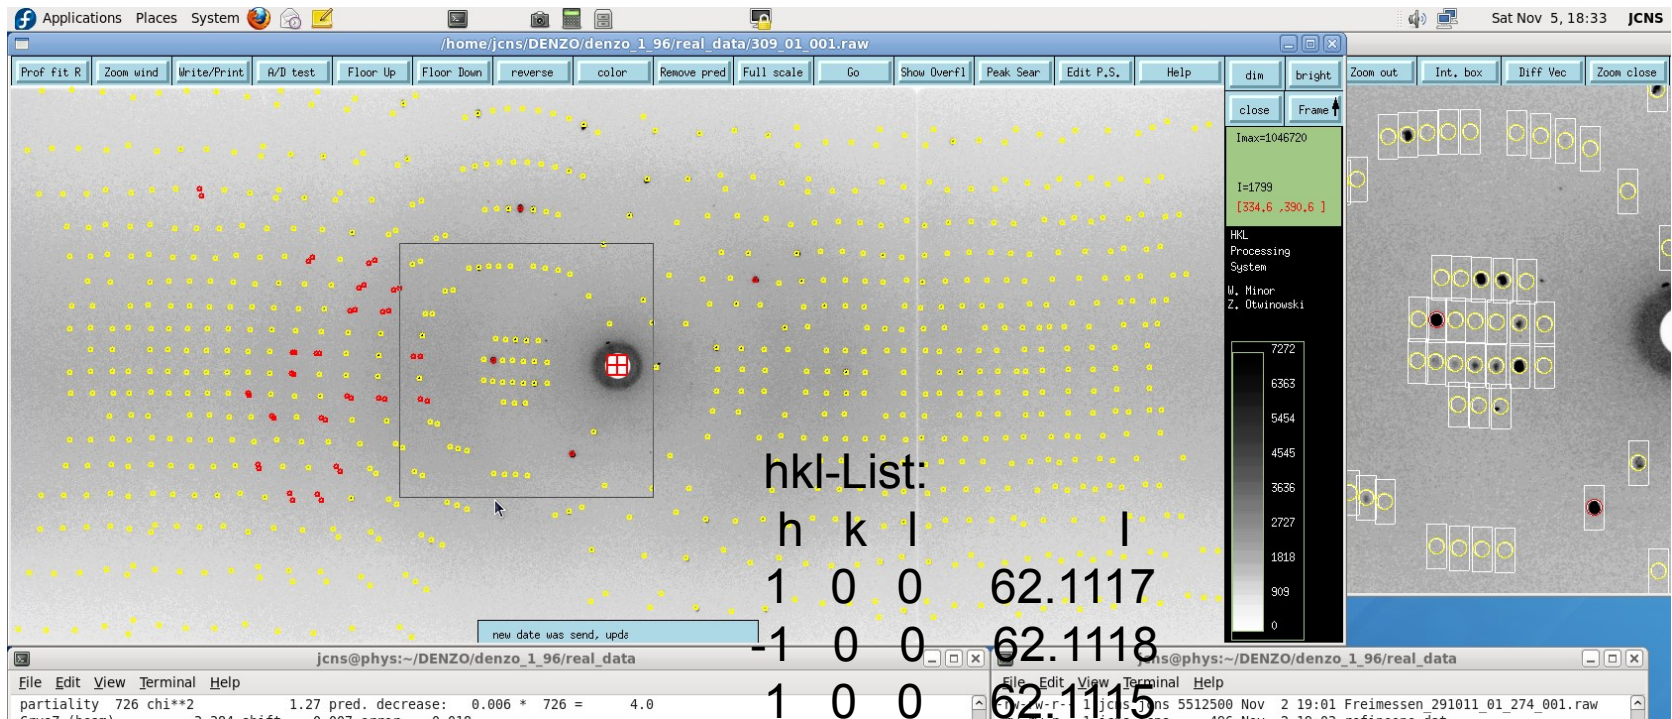 Applications Places System
Sat Nov 5, 18:33 JCNS
/home/jcns/DENZO/denzo_1_96/real_data/309_01_001.raw
Prof fit R Zoom wind Write/Print A/D test Floor Up Floor Down reverse color Remove pred Full scale Go Show Overfl Peak Sear Edit P.S. Help
dim bright
Zoom out Int. box Diff Vec Zoom close
close Frame
Imax=1046720
I=1799
[334.6 ,390.6 ]
HKL
Processing
System
W. Minor
Z. Otwinowski
7272
6363
5454
4545
3636
2727
1818
909
0
hkl-List:
h k l I
1 0 0 62.1117
-1 0 0 62.1118
1 0 0 62.1115
new date was send, upda
jcns@phys:~/DENZO/denzo_1_96/real_data
File Edit View Terminal Help
partiality 726 chi**2 1.27 pred. decrease: 0.006 * 726 = 4.0
jcns@phys:~/DENZO/denzo_1_96/real_data
File Edit View Terminal Help
1 jcns jcns 5512500 Nov 2 19:01 Freimessen_291011_01_274_001.raw